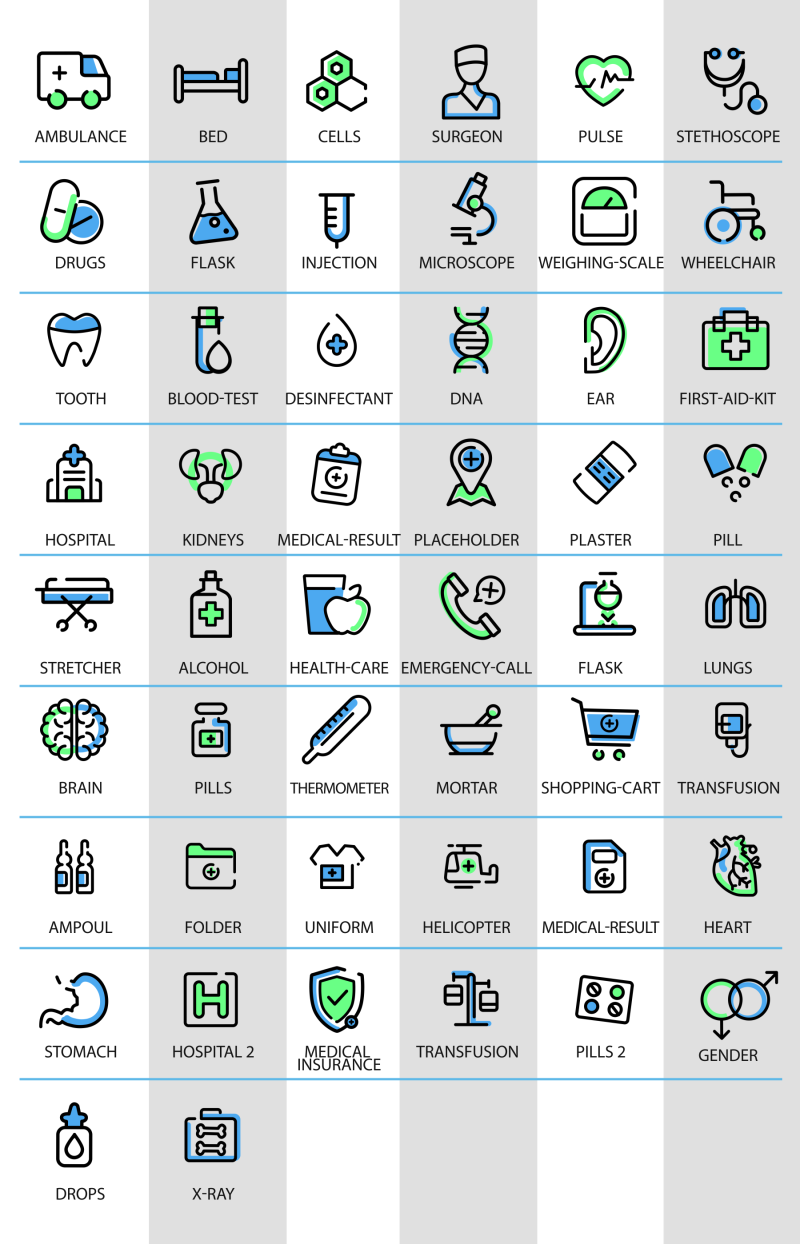 AMBULANCE
BED
CELLS
SURGEON
PULSE
STETHOSCOPE
DRUGS
FLASK
INJECTION
MICROSCOPE
WEIGHING-SCALE
WHEELCHAIR
TOOTH
BLOOD-TEST
DESINFECTANT
DNA
EAR
FIRST-AID-KIT
HOSPITAL
KIDNEYS
MEDICAL-RESULT
PLACEHOLDER
PLASTER
PILL
STRETCHER
ALCOHOL
HEALTH-CARE
EMERGENCY-CALL
FLASK
LUNGS
BRAIN
PILLS
THERMOMETER
MORTAR
SHOPPING-CART
TRANSFUSION
AMPOUL
FOLDER
UNIFORM
HELICOPTER
MEDICAL-RESULT
HEART
STOMACH
H
HOSPITAL 2
MEDICAL
INSURANCE
TRANSFUSION
PILLS 2
GENDER
DROPS
X-RAY